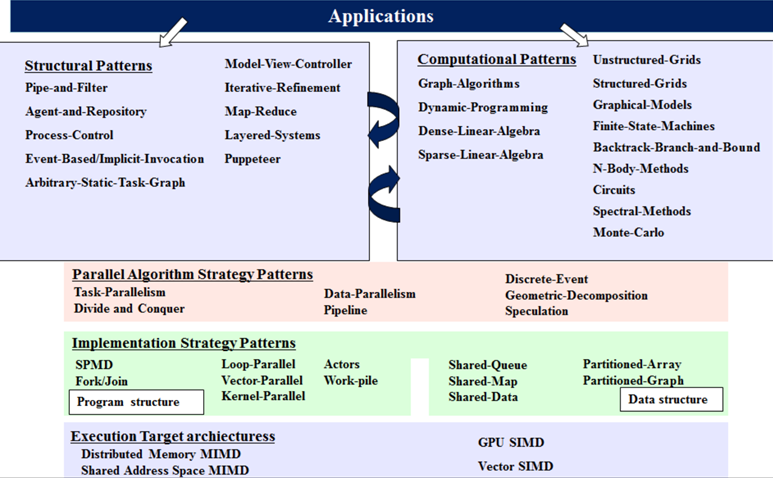 Applications
Structural Patterns
Pipe-and-Filter
Agent-and-Repository
Process-Control
Event-Based/Implicit-Invocation
Arbitrary-Static-Task-Graph
Model-View-Controller
Iterative-Refinement
Map-Reduce
Layered-Systems
Puppeteer
Computational Patterns
Graph-Algorithms
Dynamic-Programming
Dense-Linear-Algebra
Sparse-Linear-Algebra
Unstructured-Grids
Structured-Grids
Graphical-Models
Finite-State-Machines
Backtrack-Branch-and-Bound
N-Body-Methods
Circuits
Spectral-Methods
Monte-Carlo
Parallel Algorithm Strategy Patterns
Task-Parallelism
Divide and Conquer
Data-Parallelism
Pipeline
Discrete-Event
Geometric-Decomposition
Speculation
Implementation Strategy Patterns
SPMD
Fork/Join
Program structure
Loop-Parallel
Vector-Parallel
Kernel-Parallel
Actors
Work-pile
Shared-Queue
Shared-Map
Shared-Data
Partitioned-Array
Partitioned-Graph
Data structure
Execution Target archiecturess
Distributed Memory MIMD
Shared Address Space MIMD
GPU SIMD
Vector SIMD